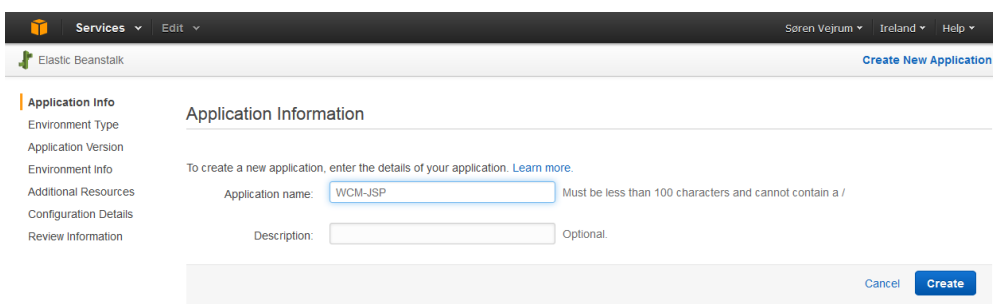 Services Edit Søren Vejrum Ireland Help
Elastic Beanstalk Create New Application
Application Info
Environment Type
Application Version
Environment Info
Additional Resources
Configuration Details
Review Information
Application Information
To create a new application, enter the details of your application. Learn more.
Application name: WCM-JSP Must be less than 100 characters and cannot contain a /
Description: Optional.
Cancel Create